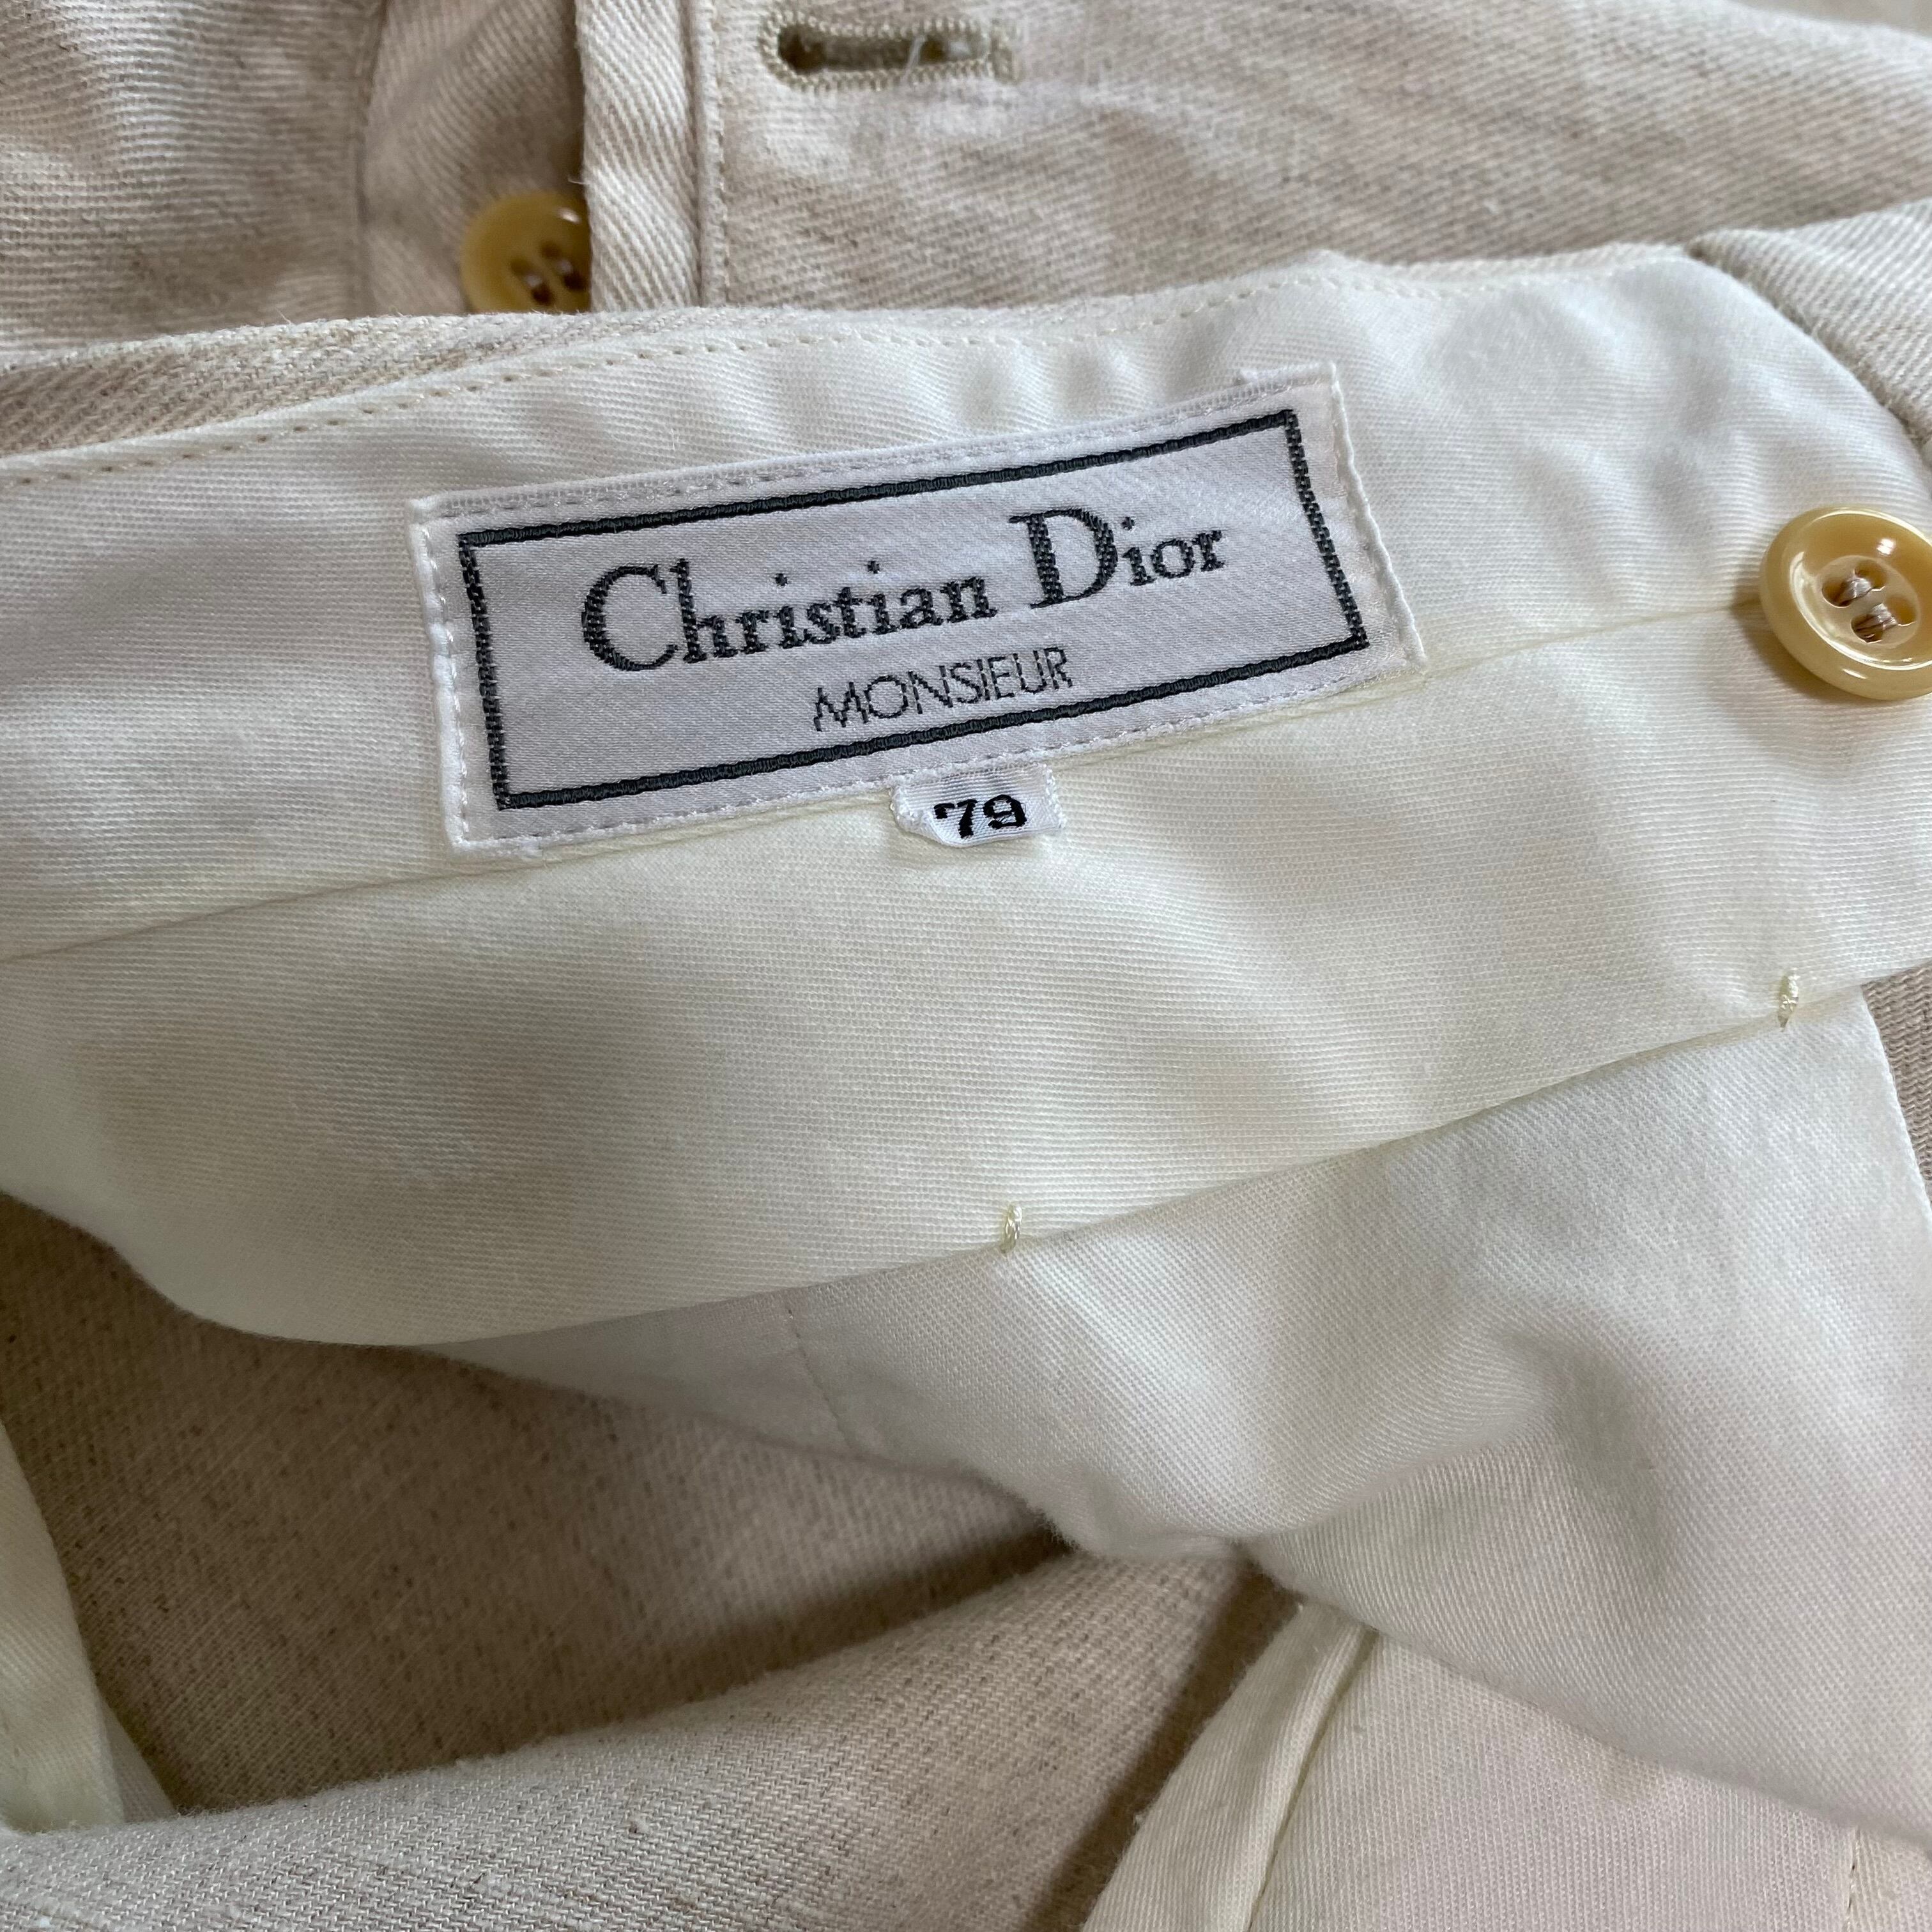 Christian Dior
MONSIEUR
79